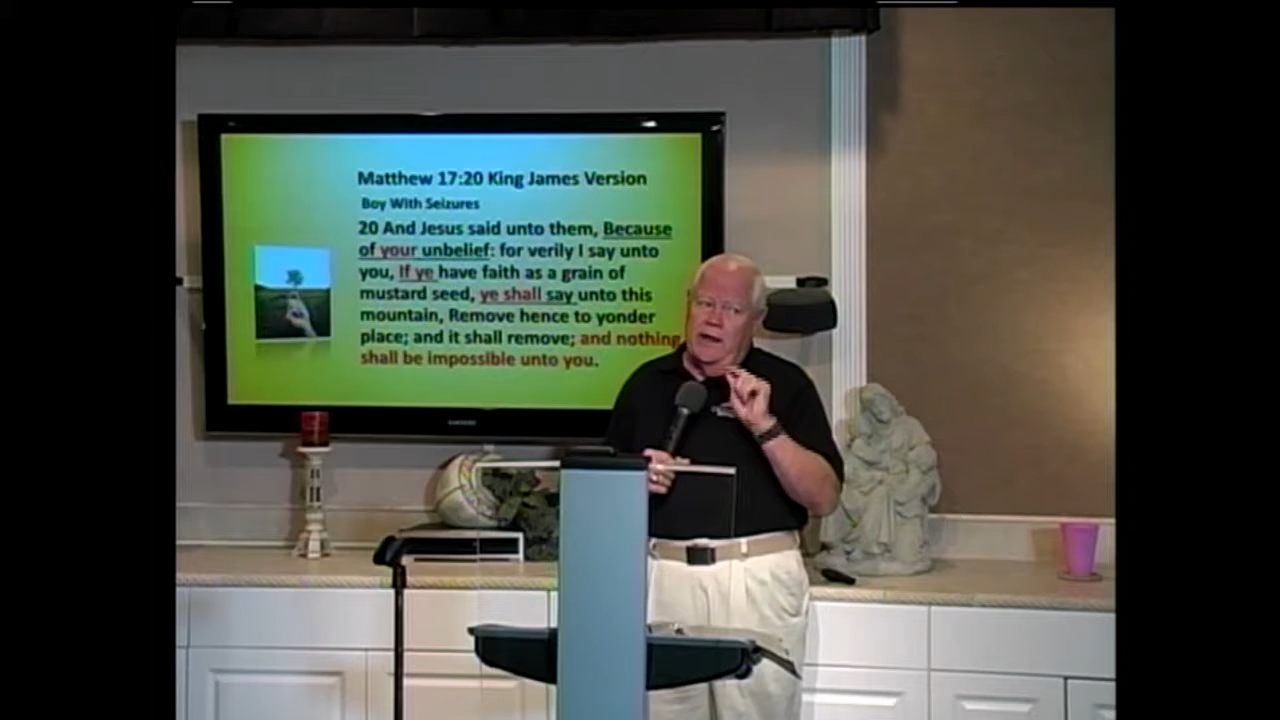 Matthew 17:20 King James Version
Boy With Seizures
20 And Jesus said unto them, Because
of your unbelief: for verily I say unto
you, If ye have faith as a grain of
mustard seed, ye shall say unto this
mountain, Remove hence to yonder
place; and it shall remove; and nothing
shall be impossible unto you.
SAMSUNG